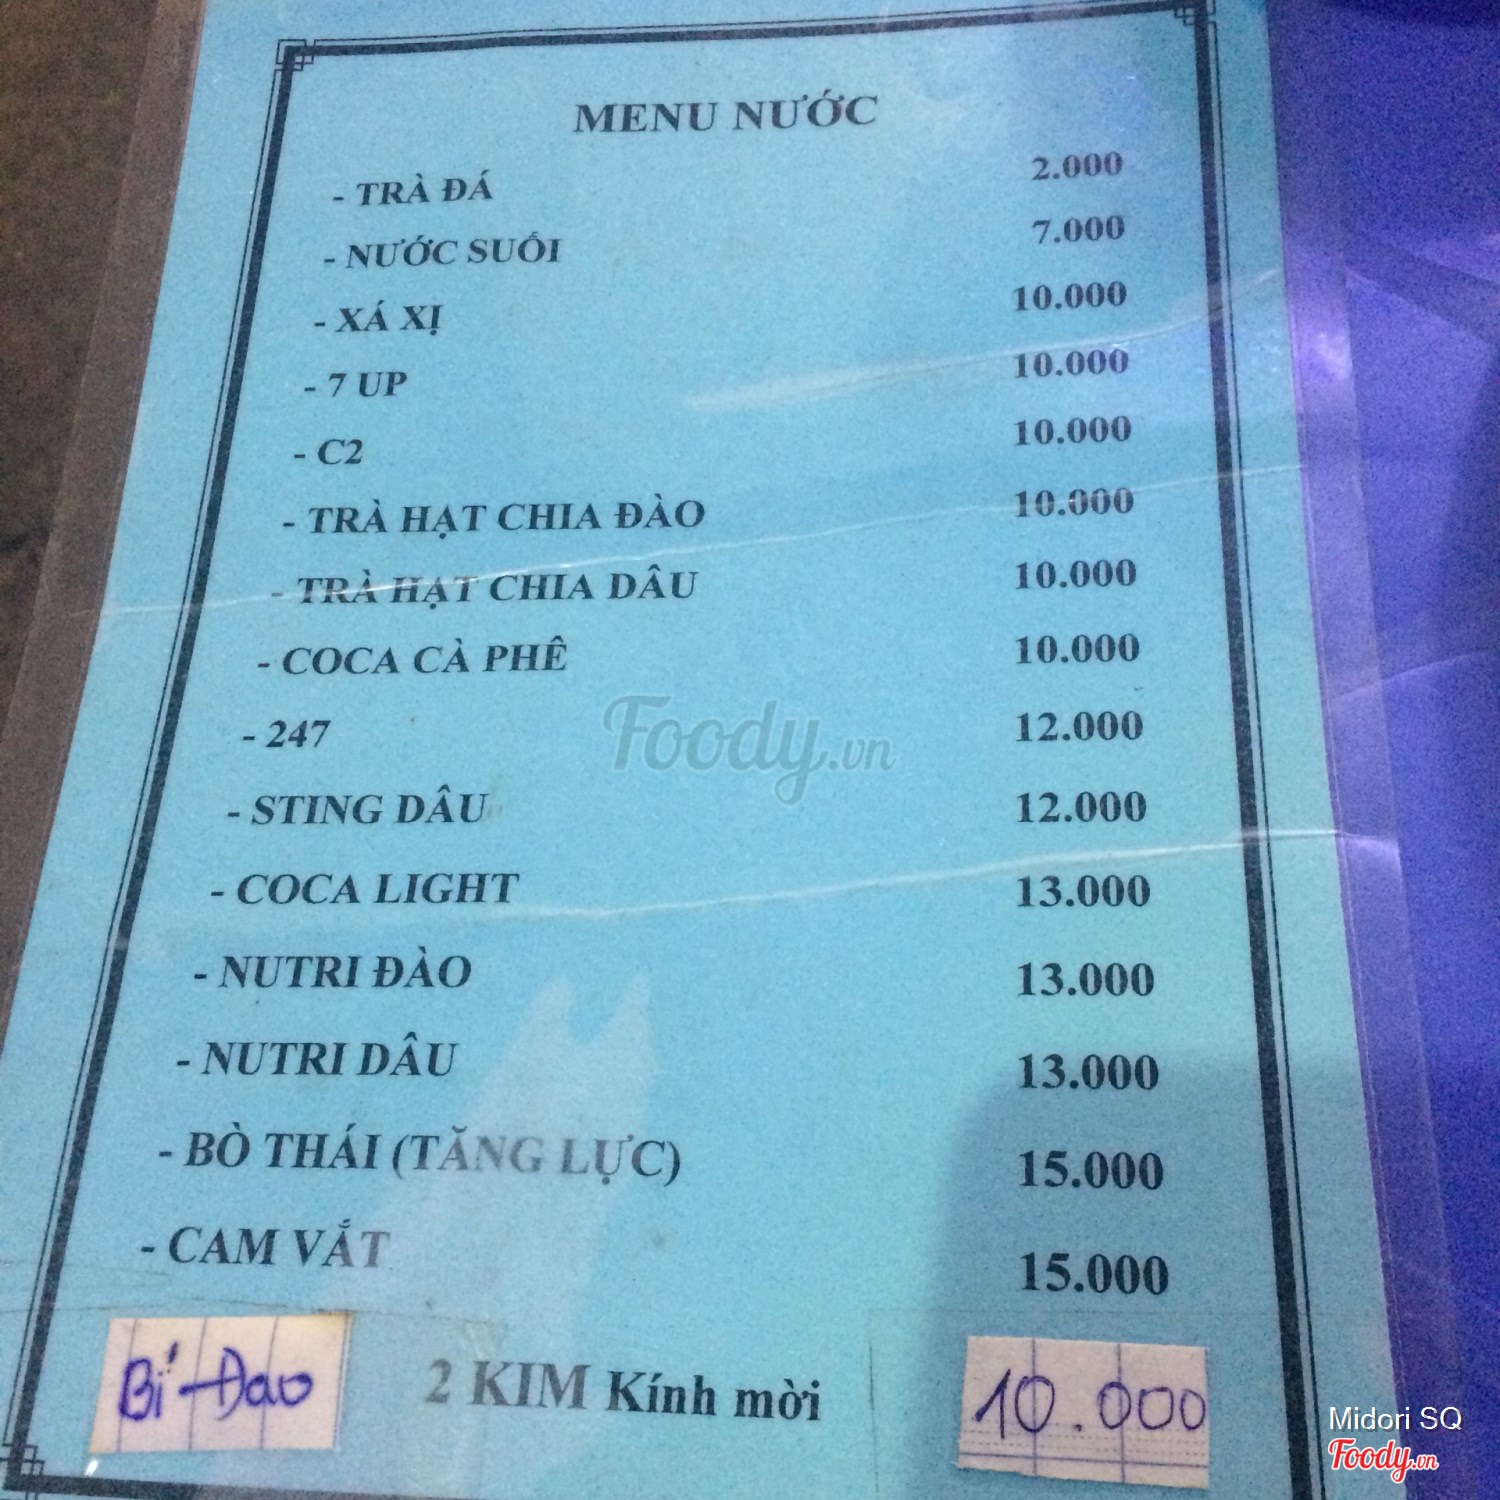 MENU NƯỚC
- TRÀ ĐÁ 2.000
- NƯỚC SUỐI 7.000
- XÁ XỊ 10.000
- 7 UP 10.000
- C2 10.000
- TRÀ HẠT CHIA ĐÀO 10.000
- TRÀ HẠT CHIA DÂU 10.000
- COCA CÀ PHÊ 10.000
- 247 12.000
- STING DÂU 12.000
- COCA LIGHT 13.000
- NUTRI ĐÀO 13.000
- NUTRI DÂU 13.000
- BÒ THÁI (TĂNG LỰC) 15.000
- CAM VẮT 15.000
Bí Đao 10.000
2 KIM Kính mời
Foody.vn
Midori SQ
Foody.vn